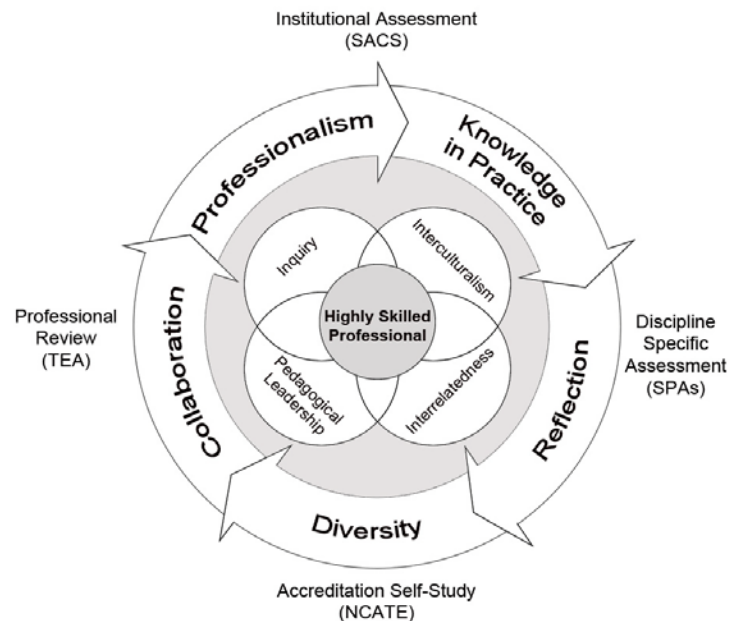 Institutional Assessment
(SACS)
Professionalism
Knowledge
in Practice
Inquiry
Interculturalism
Highly Skilled
Professional
Professional
Review
(TEA)
Discipline
Specific
Assessment
(SPAs)
Collaboration
Pedagogical
Leadership
Interrelatedness
Reflection
Diversity
Accreditation Self-Study
(NCATE)